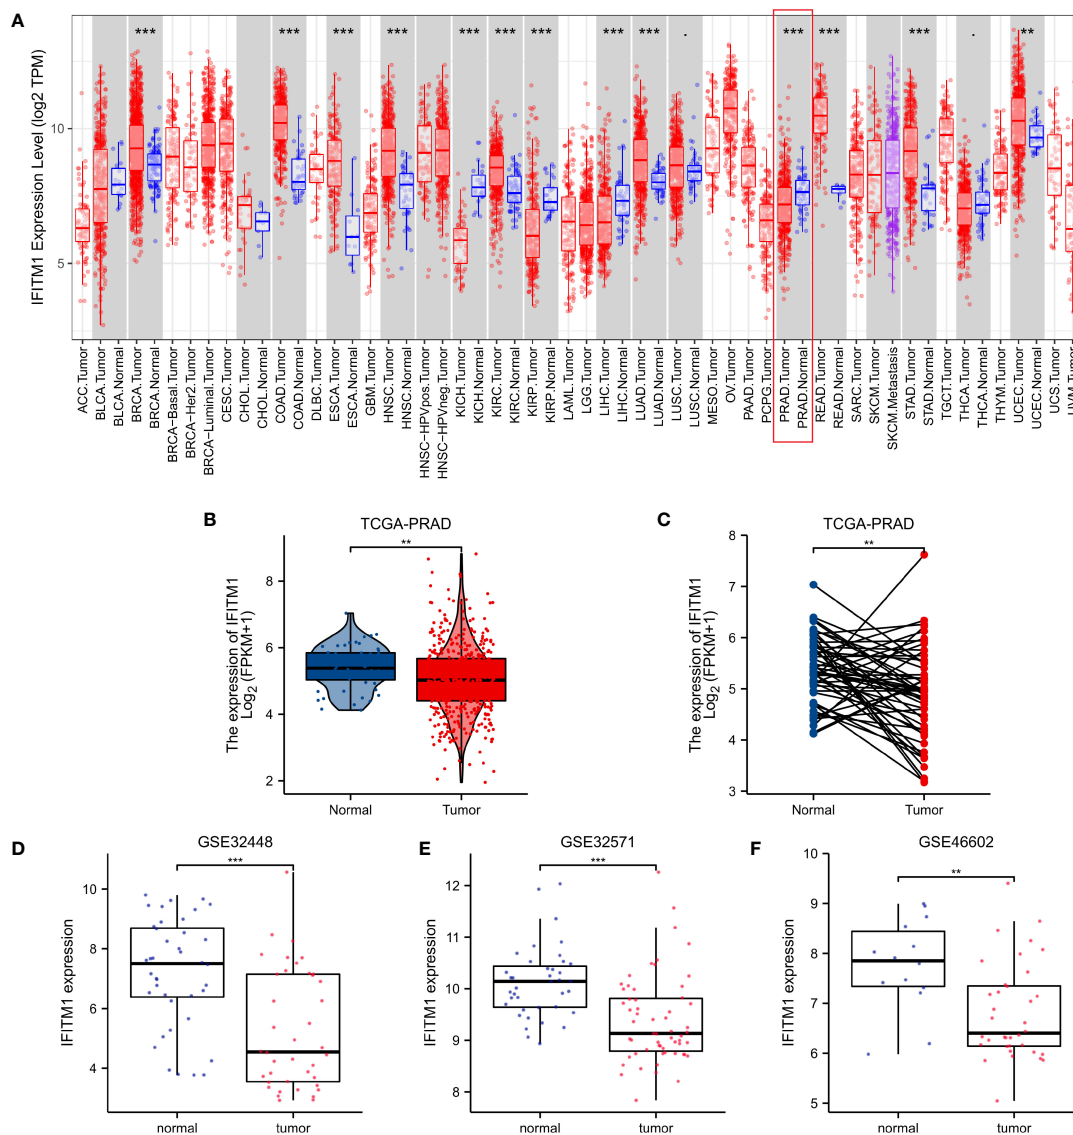 A
IFITM1 Expression Level (log2 TPM)
10
5
*** *** *** *** *** *** *** *** *** . *** *** *** . **
ACC.Tumor
BLCA.Tumor
BLCA.Normal
BRCA.Tumor
BRCA.Normal
BRCA-Basal.Tumor
BRCA-Her2.Tumor
BRCA-Luminal.Tumor
CESC.Tumor
CHOL.Tumor
CHOL.Normal
COAD.Tumor
COAD.Normal
DLBC.Tumor
ESCA.Tumor
ESCA.Normal
GBM.Tumor
HNSC.Tumor
HNSC.Normal
HNSC-HPVpos.Tumor
HNSC-HPVneg.Tumor
KICH.Tumor
KICH.Normal
KIRC.Tumor
KIRC.Normal
KIRP.Tumor
KIRP.Normal
LAML.Tumor
LGG.Tumor
LIHC.Tumor
LIHC.Normal
LUAD.Tumor
LUAD.Normal
LUSC.Tumor
LUSC.Normal
MESO.Tumor
OV.Tumor
PAAD.Tumor
PCPG.Tumor
PRAD.Tumor
PRAD.Normal
READ.Tumor
READ.Normal
SARC.Tumor
SKCM.Tumor
SKCM.Metastasis
STAD.Tumor
STAD.Normal
TGCT.Tumor
THCA.Tumor
THCA.Normal
THYM.Tumor
UCEC.Tumor
UCEC.Normal
UCS.Tumor
UVM.Tumor
B
TCGA-PRAD
**
The expression of IFITM1
Log2 (FPKM+1)
8
6
4
2
Normal
Tumor
C
TCGA-PRAD
**
The expression of IFITM1
Log2 (FPKM+1)
8
7
6
5
4
3
Normal
Tumor
D
GSE32448
***
IFITM1 expression
10
8
6
4
normal
tumor
E
GSE32571
***
IFITM1 expression
12
11
10
9
8
normal
tumor
F
GSE46602
**
IFITM1 expression
10
9
8
7
6
5
normal
tumor